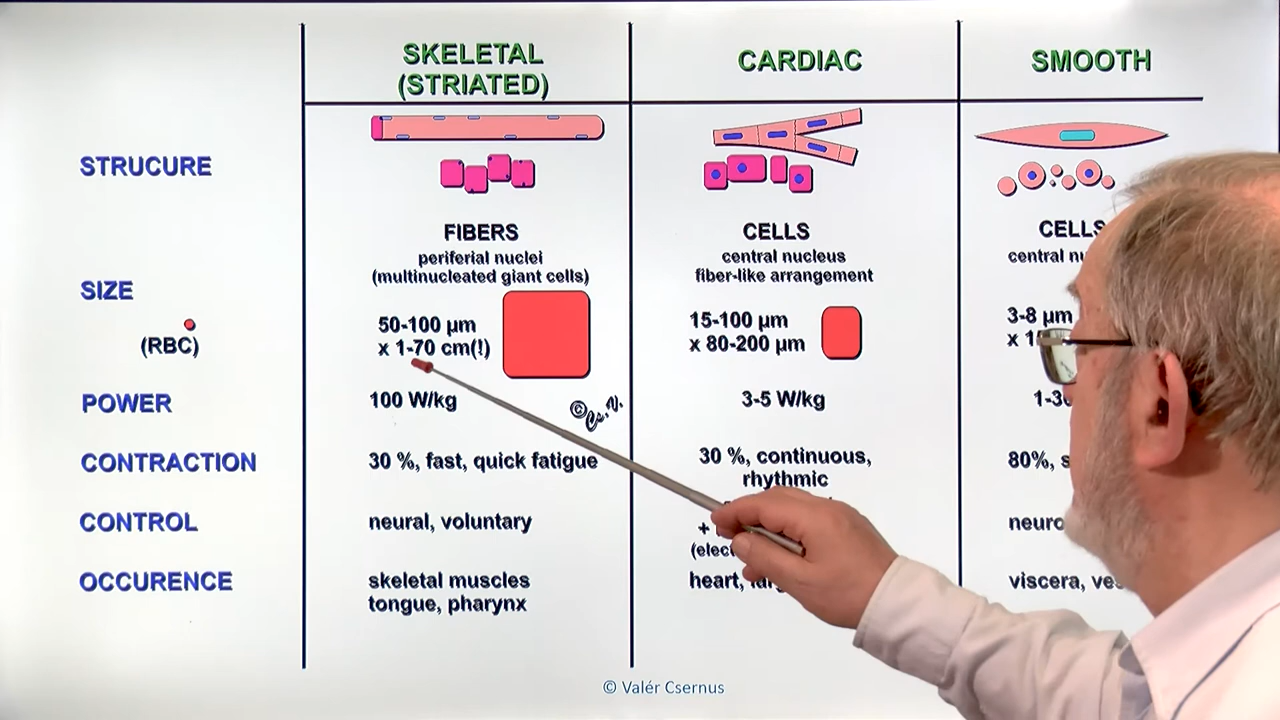 SKELETAL
(STRIATED)
CARDIAC
SMOOTH
STRUCURE
FIBERS
CELLS
CELLS
periferial nuclei
central nucleus
central
(multinucleated giant cells)
fiber-like arrangement
SIZE
50-100 µm
x 1-70 cm(!)
15-100 µm
x 80-200 µm
3-8 µm
(RBC)
POWER
100 W/kg
3-5 W/kg
© Cs.V.
CONTRACTION
30 %, fast, quick fatigue
30 %, continuous,
rhythmic
80%,
CONTROL
neural, voluntary
OCCURENCE
skeletal muscles
tongue, pharynx
heart,
viscera,
© Valér Csernus